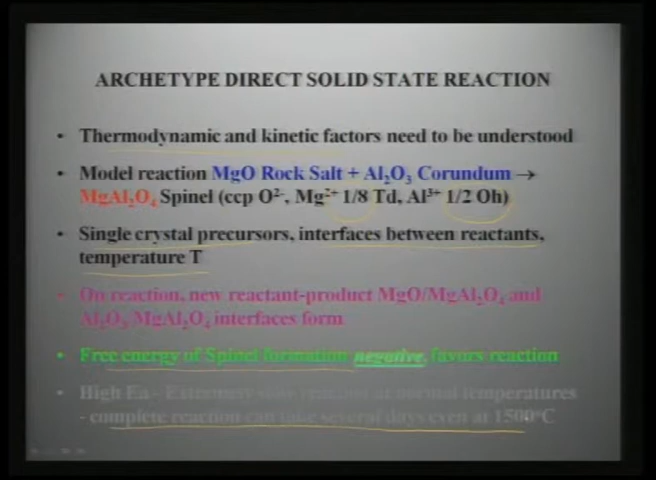 ARCHETYPE DIRECT SOLID STATE REACTION
• Thermodynamic and kinetic factors need to be understood
• Model reaction MgO Rock Salt + Al₂O₃ Corundum →
MgAl₂O₄ Spinel (ccp O²⁻, Mg²⁺ 1/8 Td, Al³⁺ 1/2 Oh)
• Single crystal precursors, interfaces between reactants,
temperature T
• On reaction, new reactant-product MgO/MgAl₂O₄ and
Al₂O₃/MgAl₂O₄ interfaces form
• Free energy of Spinel formation negative, favors reaction
• High Ea - Extremely slow reaction at normal temperatures
- complete reaction can take several days even at 1500°C